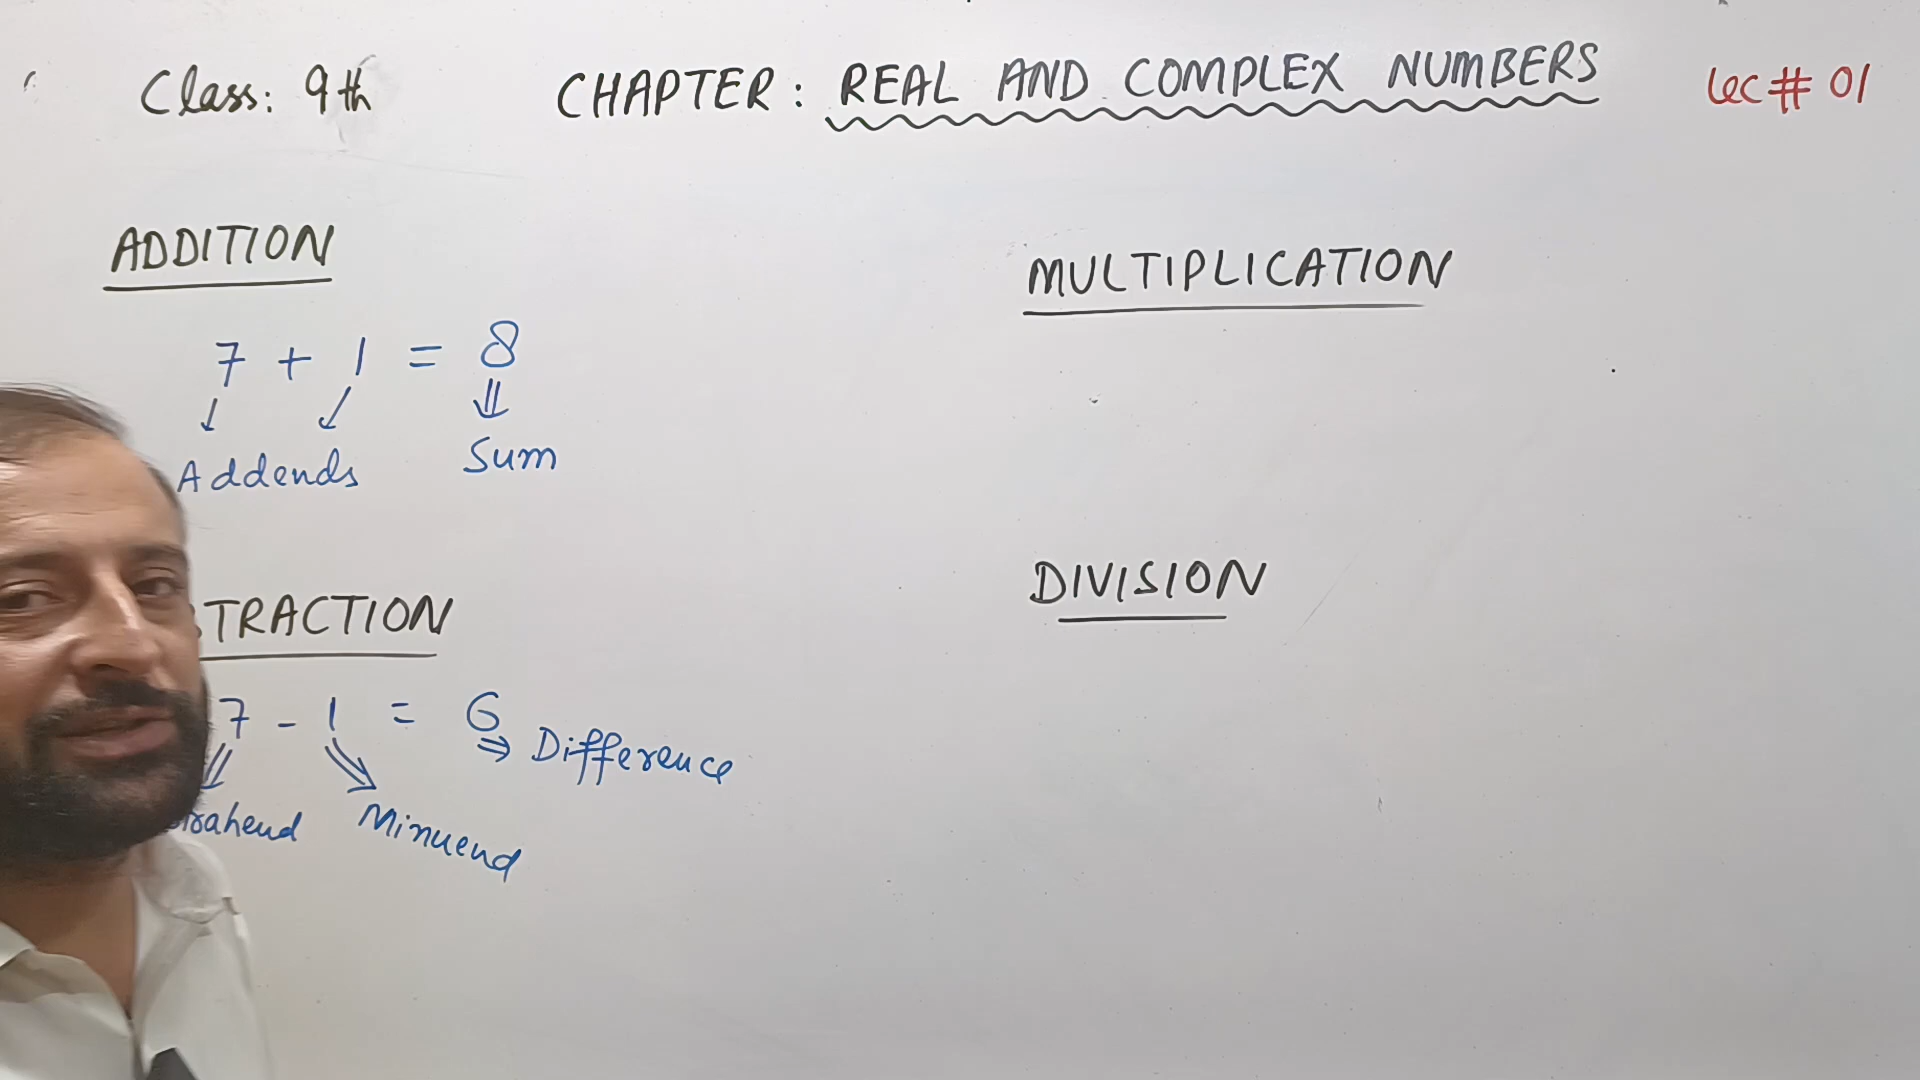 Class: 9th CHAPTER: REAL AND COMPLEX NUMBERS Lec# 01
ADDITION
7 + 1 = 8
Addends Sum
TRACTION
7 - 1 = 6
Difference
Minuend
MULTIPLICATION
DIVISION